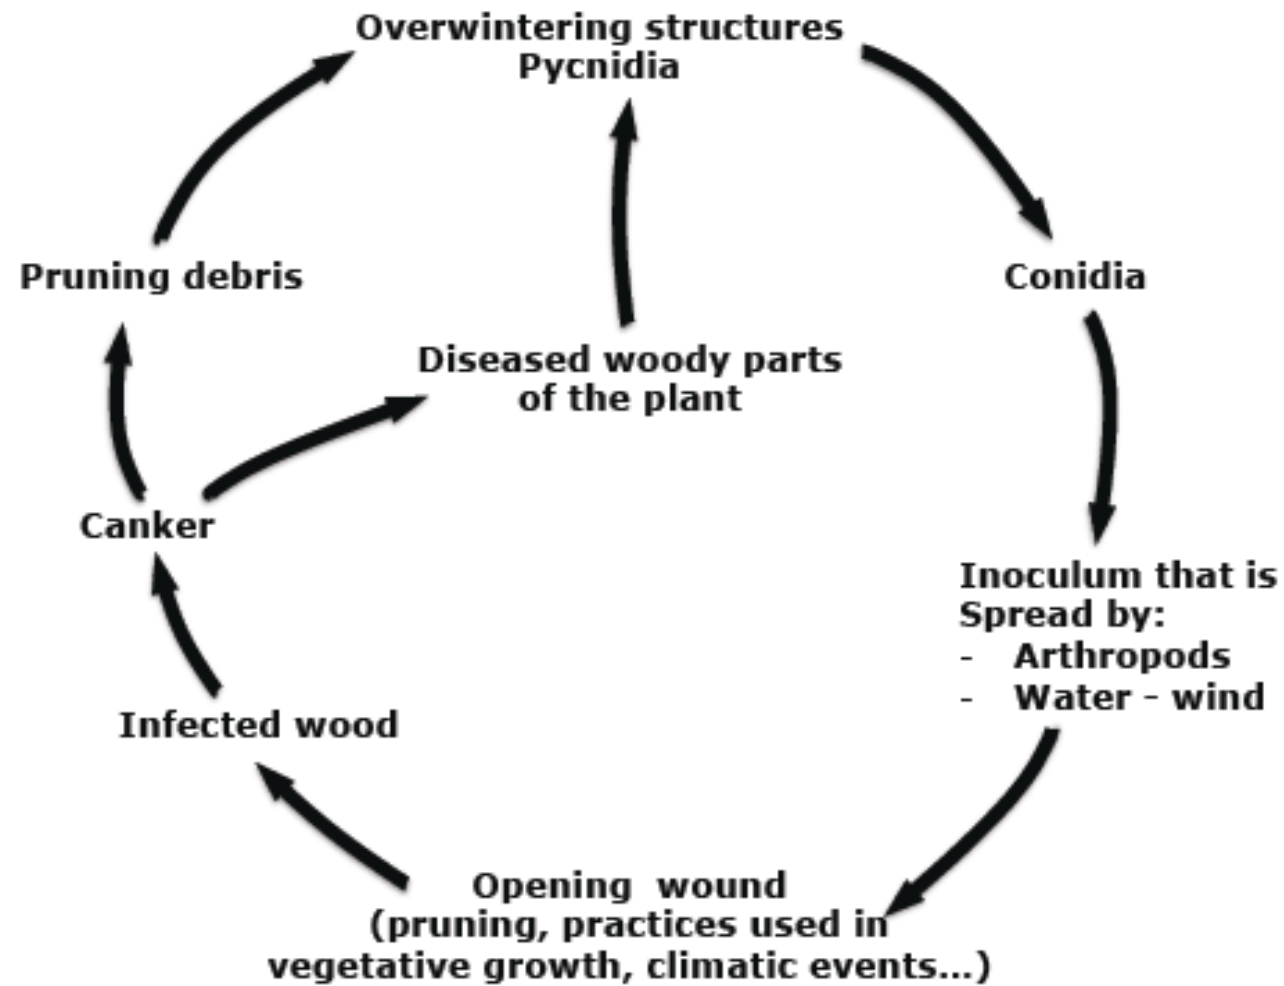 Overwintering structures
Pycnidia
Pruning debris
Conidia
Diseased woody parts
of the plant
Canker
Inoculum that is
Spread by:
- Arthropods
- Water - wind
Infected wood
Opening wound
(pruning, practices used in
vegetative growth, climatic events...)